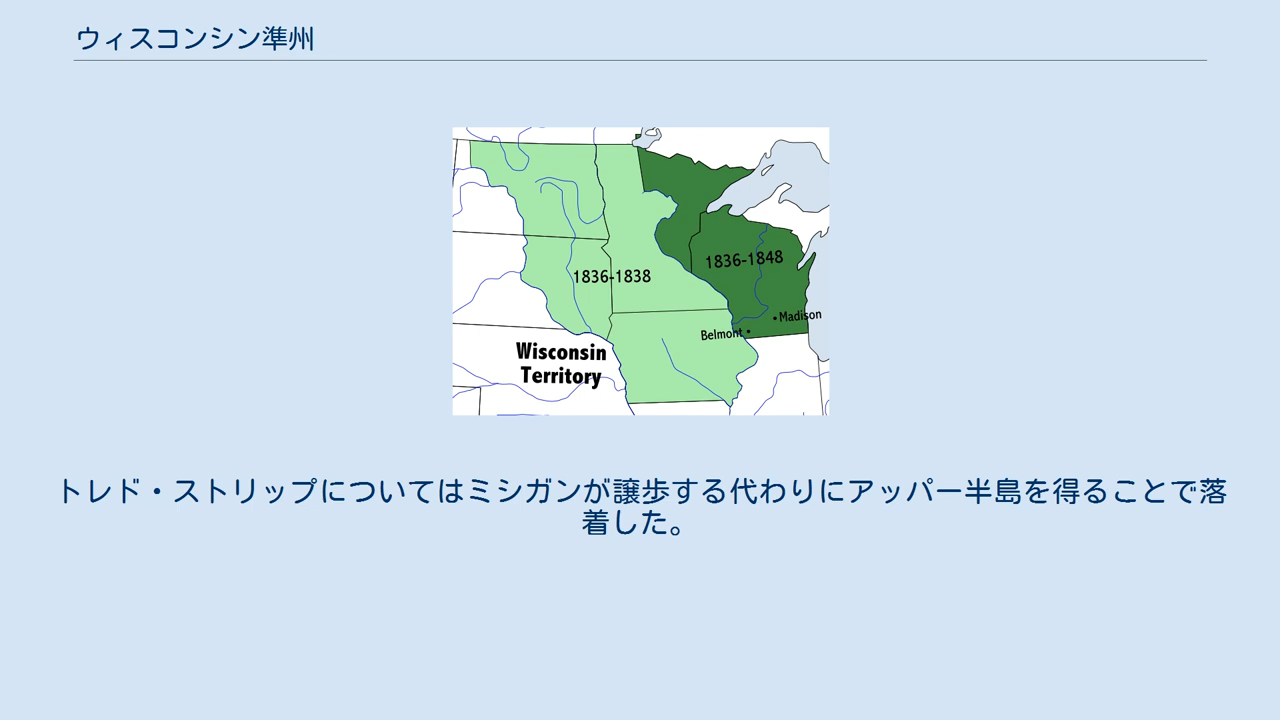 ウィスコンシン準州
1836-1838
1836-1848
Madison
Belmont
Wisconsin
Territory
トレド・ストリップについてはミシガンが譲歩する代わりにアッパー半島を得ることで落
着した。